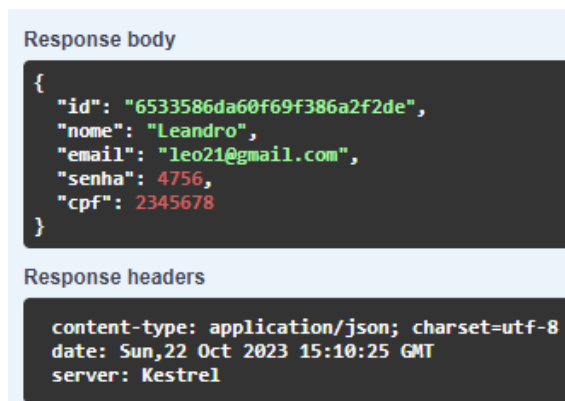 Response body
{
"id": "6533586da60f69f386a2f2de",
"nome": "Leandro",
"email": "leo21@gmail.com",
"senha": 4756,
"cpf": 2345678
}
Response headers
content-type: application/json; charset=utf-8
date: Sun,22 Oct 2023 15:10:25 GMT
server: Kestrel